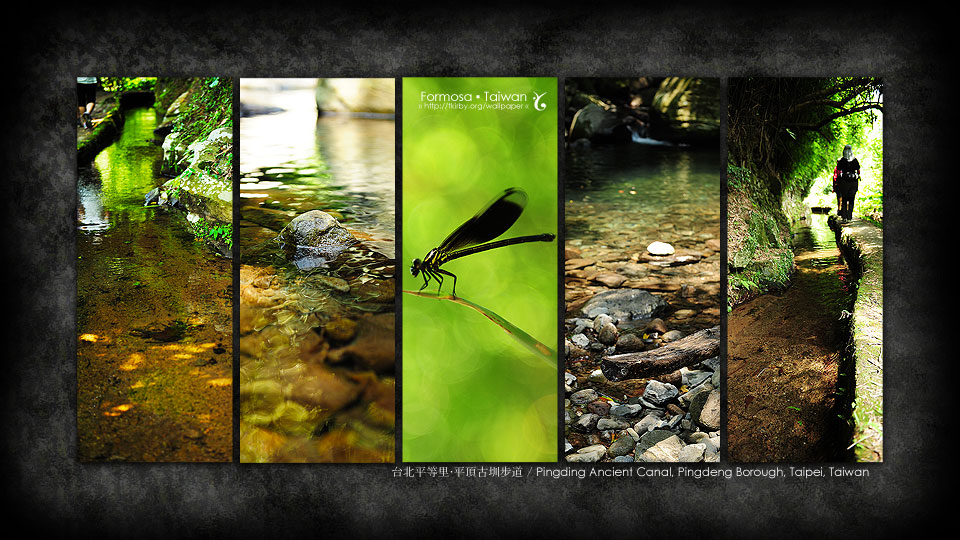 Formosa • Taiwan
» http://tkirby.org/wallpaper «
台北平等里‧平頂古圳步道 / Pingding Ancient Canal, Pingdeng Borough, Taipei, Taiwan